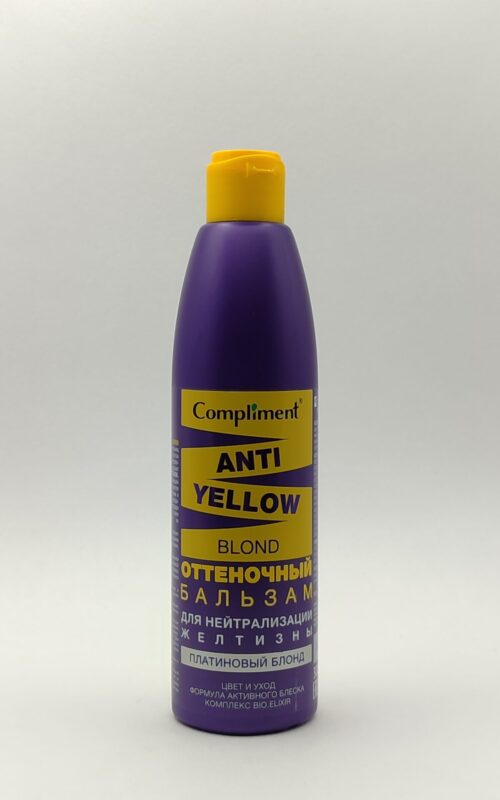 Compliment®
ANTI
YELLOW
BLOND
ОТТЕНОЧНЫЙ
БАЛЬЗАМ
ДЛЯ НЕЙТРАЛИЗАЦИИ
ЖЕЛТИЗНЫ
ПЛАТИНОВЫЙ БЛОНД
ЦВЕТ И УХОД
ФОРМУЛА АКТИВНОГО БЛЕСКА
КОМПЛЕКС BIO.ELIXIR